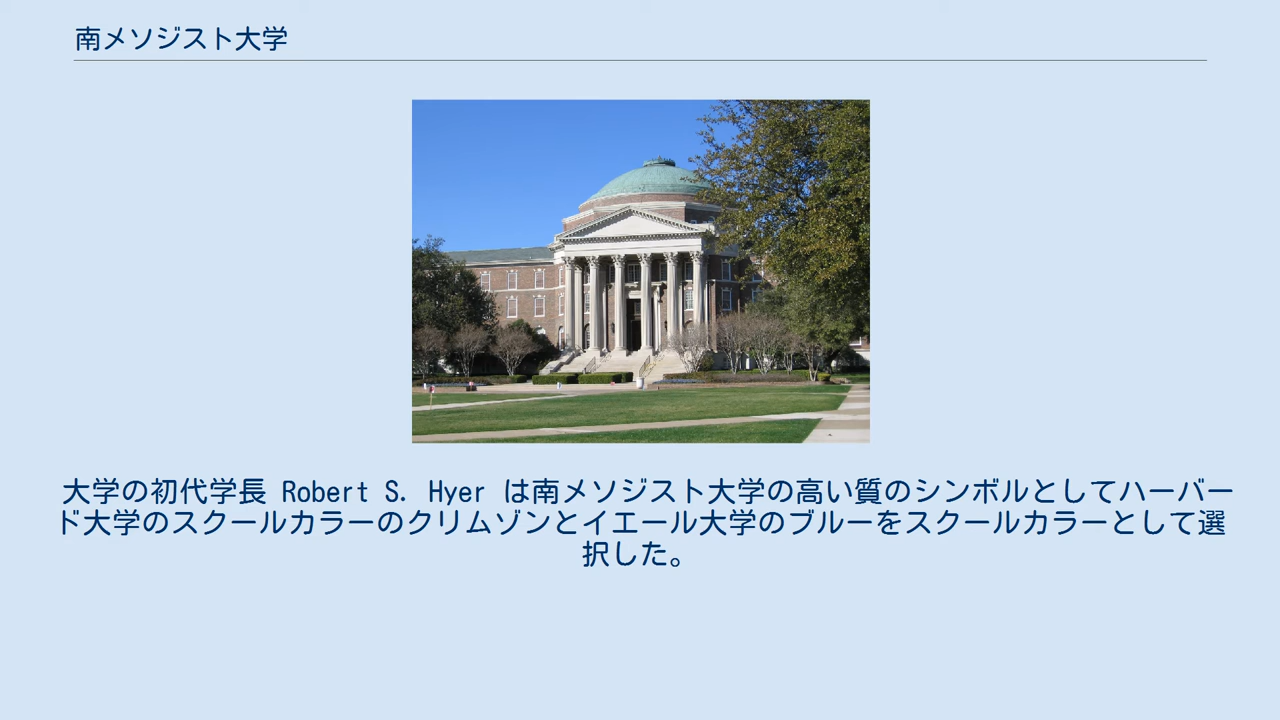 南メソジスト大学
大学の初代学長 Robert S. Hyer は南メソジスト大学の高い質のシンボルとしてハーバー
ド大学のスクールカラーのクリムゾンとイエール大学のブルーをスクールカラーとして選
択した。